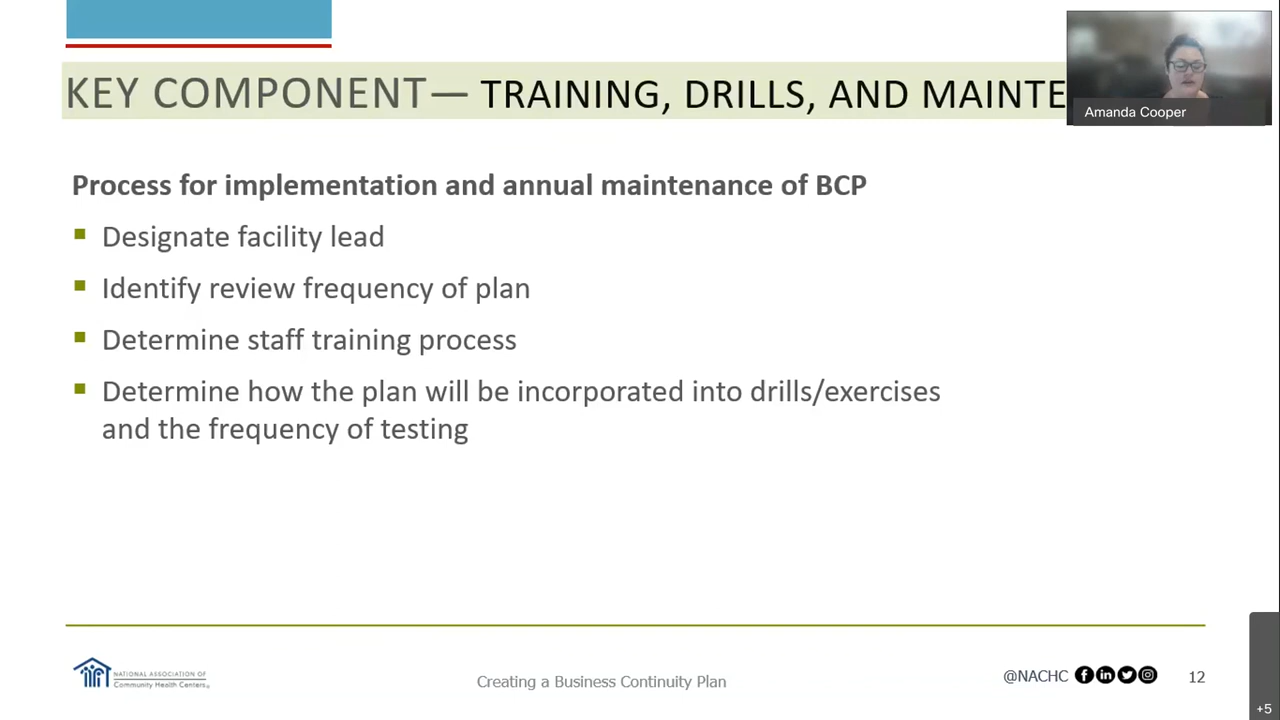 KEY COMPONENT— TRAINING, DRILLS, AND MAINTE
Amanda Cooper
Process for implementation and annual maintenance of BCP
Designate facility lead
Identify review frequency of plan
Determine staff training process
Determine how the plan will be incorporated into drills/exercises
and the frequency of testing
NATIONAL ASSOCIATION OF
Community Health Centers
Creating a Business Continuity Plan
@NACHC
12
+5